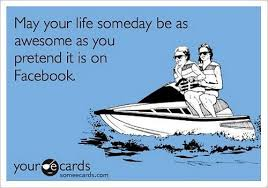 May your life someday be as
awesome as you
pretend it is on
Facebook.
your ecards
someecards.com